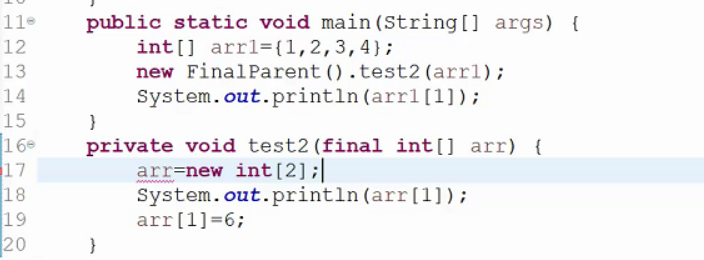 11 public static void main(String[] args) {
12 int[] arr1={1,2,3,4};
13 new FinalParent().test2(arr1);
14 System.out.println(arr1[1]);
15 }
16 private void test2(final int[] arr) {
17 arr=new int[2];
18 System.out.println(arr[1]);
19 arr[1]=6;
20 }